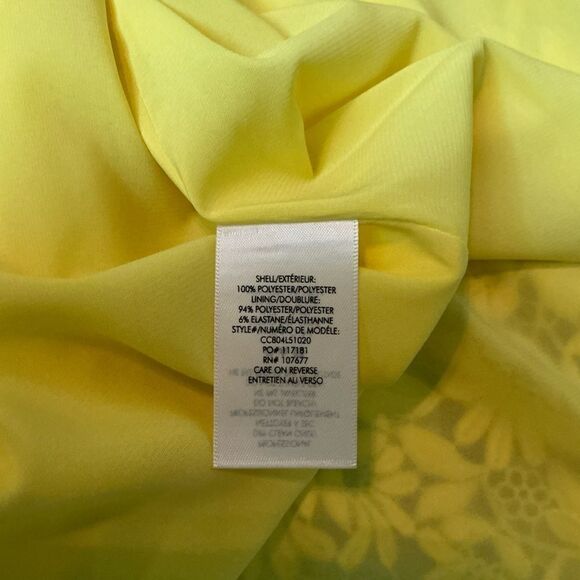 SHELL/EXTÉRIEUR:
100% POLYESTER/POLYESTER
LINING/DOUBLURE:
94% POLYESTER/POLYESTER
6% ELASTANE/ÉLASTHANNE
STYLE#/NUMÉRO DE MODÈLE:
CC804L51020
PO# 117181
RN# 107677
CARE ON REVERSE
ENTRETIEN AU VERSO